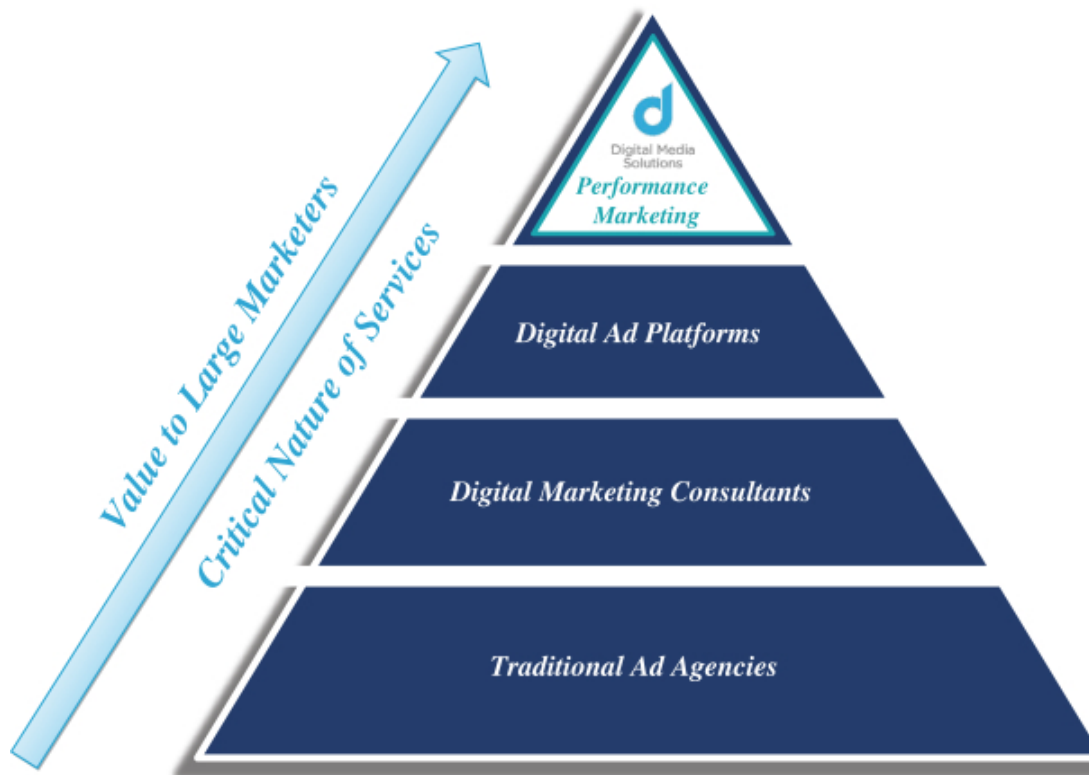 Digital Media
Solutions
Performance
Marketing
Value to Large Marketers
Critical Nature of Services
Digital Ad Platforms
Digital Marketing Consultants
Traditional Ad Agencies